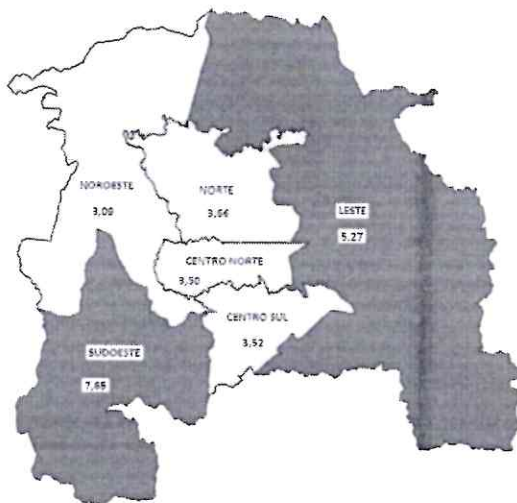 NOROESTE
3,09
NORTE
3,66
LESTE
5,27
CENTRO NORTE
3,50
CENTRO SUL
3,52
SUDOESTE
7,65